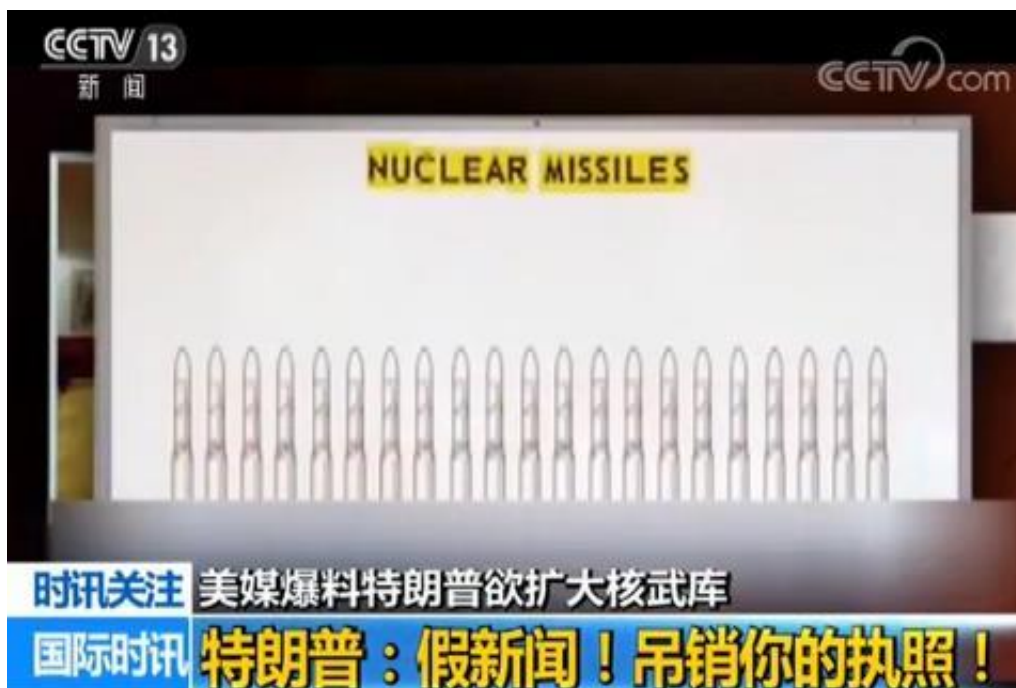 CCTV 13
新闻
CCTV com
NUCLEAR MISSILES
时讯关注
美媒爆料特朗普欲扩大核武库
国际时讯
特朗普：假新闻！吊销你的执照！